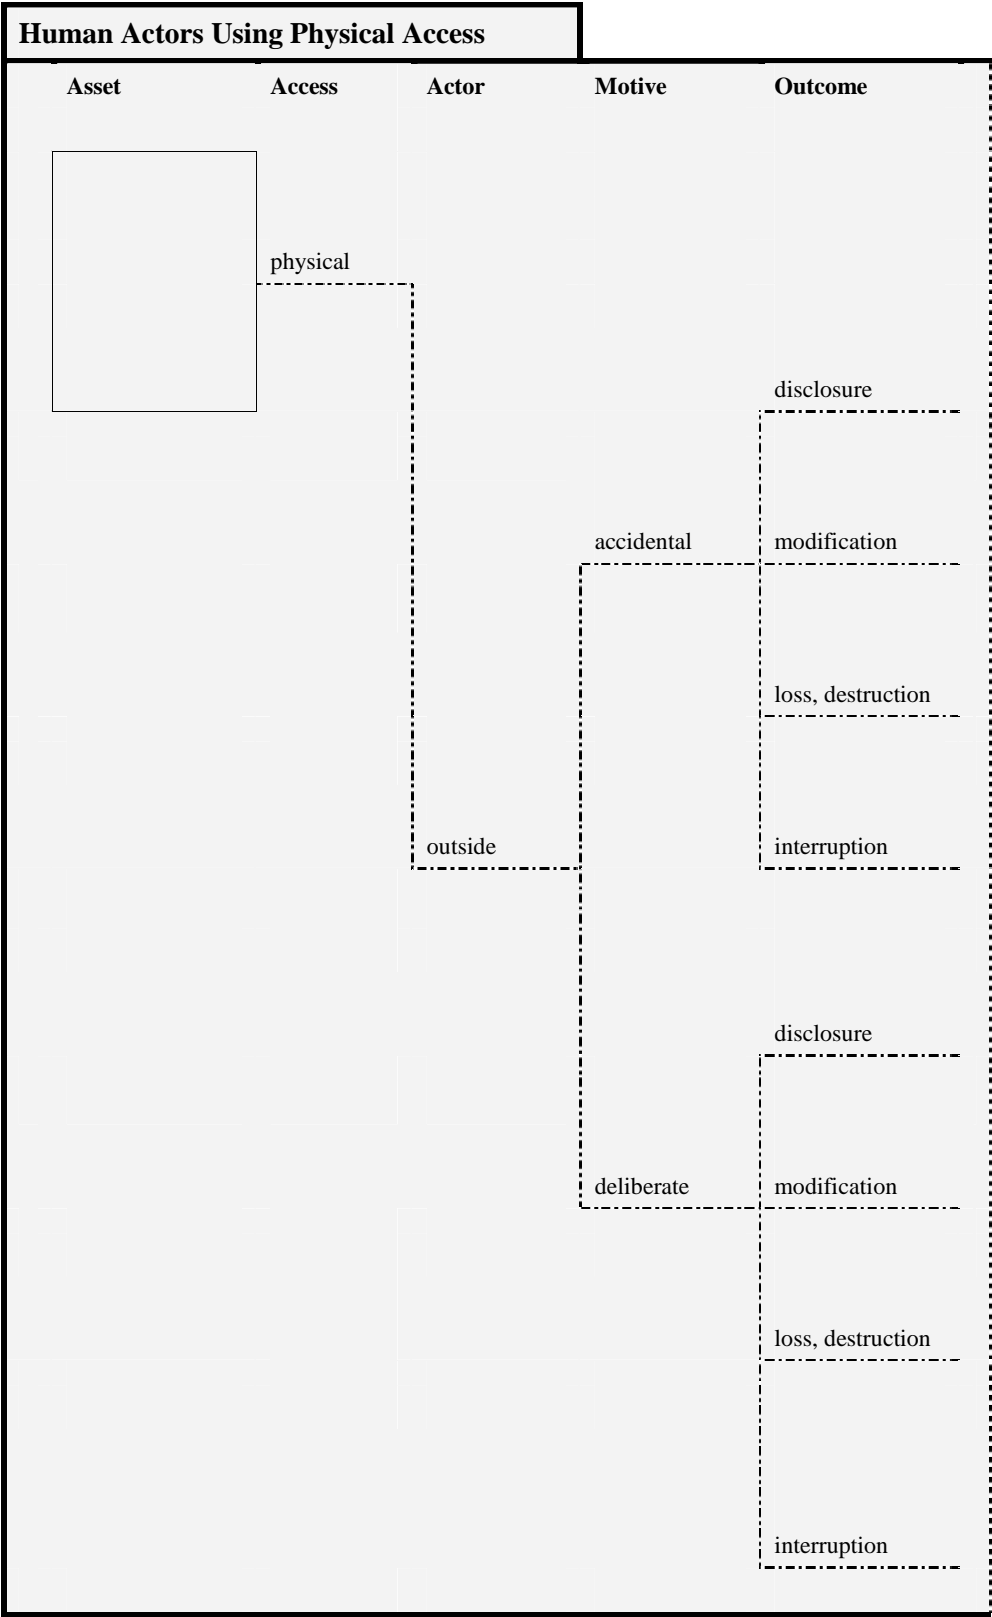 Human Actors Using Physical Access
Asset Access Actor Motive Outcome
physical
disclosure
accidental modification
loss, destruction
outside interruption
disclosure
deliberate modification
loss, destruction
interruption